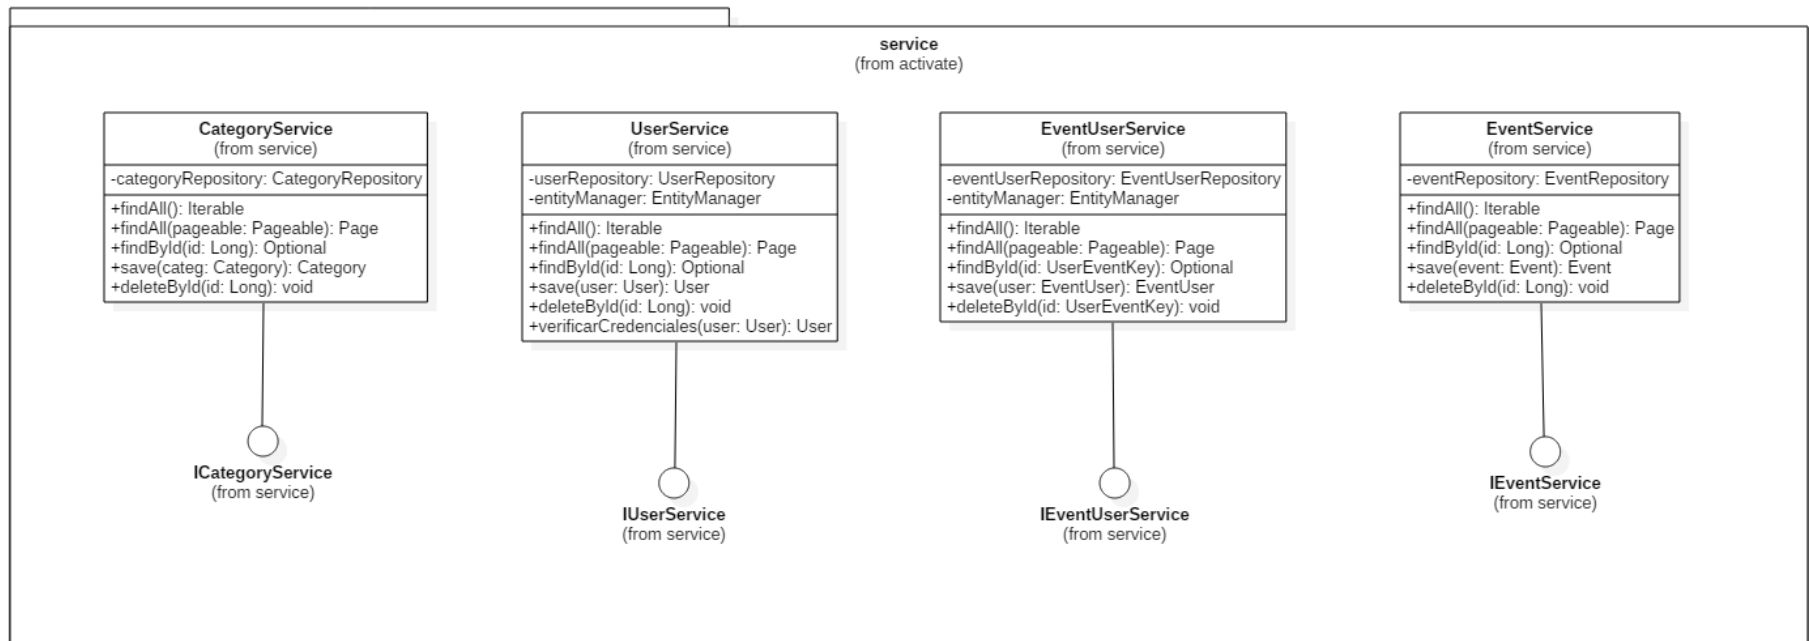 service
(from activate)
CategoryService
(from service)
-categoryRepository: CategoryRepository
+findAll(): Iterable
+findAll(pageable: Pageable): Page
+findById(id: Long): Optional
+save(categ: Category): Category
+deleteById(id: Long): void
ICategoryService
(from service)
UserService
(from service)
-userRepository: UserRepository
-entityManager: EntityManager
+findAll(): Iterable
+findAll(pageable: Pageable): Page
+findById(id: Long): Optional
+save(user: User): User
+deleteById(id: Long): void
+verificarCredenciales(user: User): User
IUserService
(from service)
EventUserService
(from service)
-eventUserRepository: EventUserRepository
-entityManager: EntityManager
+findAll(): Iterable
+findAll(pageable: Pageable): Page
+findById(id: UserEventKey): Optional
+save(user: EventUser): EventUser
+deleteById(id: UserEventKey): void
IEventUserService
(from service)
EventService
(from service)
-eventRepository: EventRepository
+findAll(): Iterable
+findAll(pageable: Pageable): Page
+findById(id: Long): Optional
+save(event: Event): Event
+deleteById(id: Long): void
IEventService
(from service)